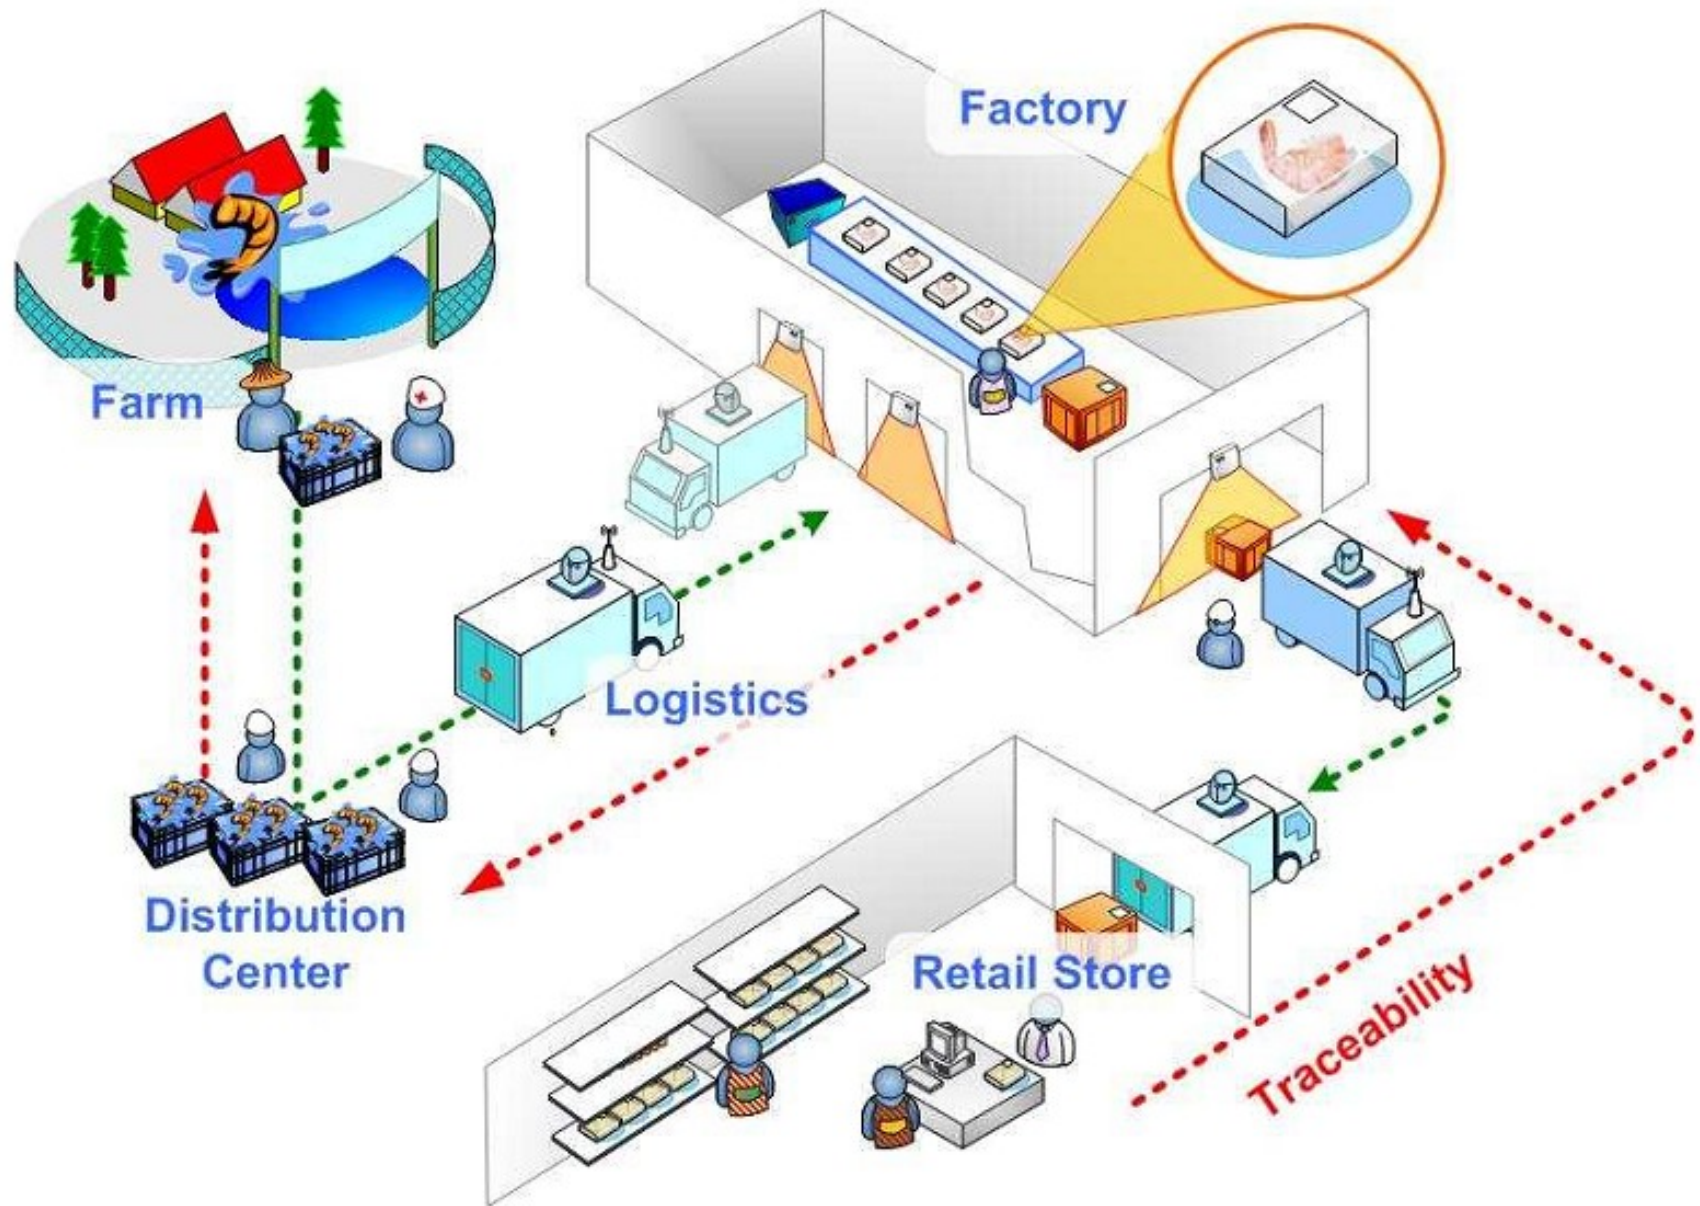 Factory
Farm
Logistics
Distribution
Center
Retail Store
Traceability